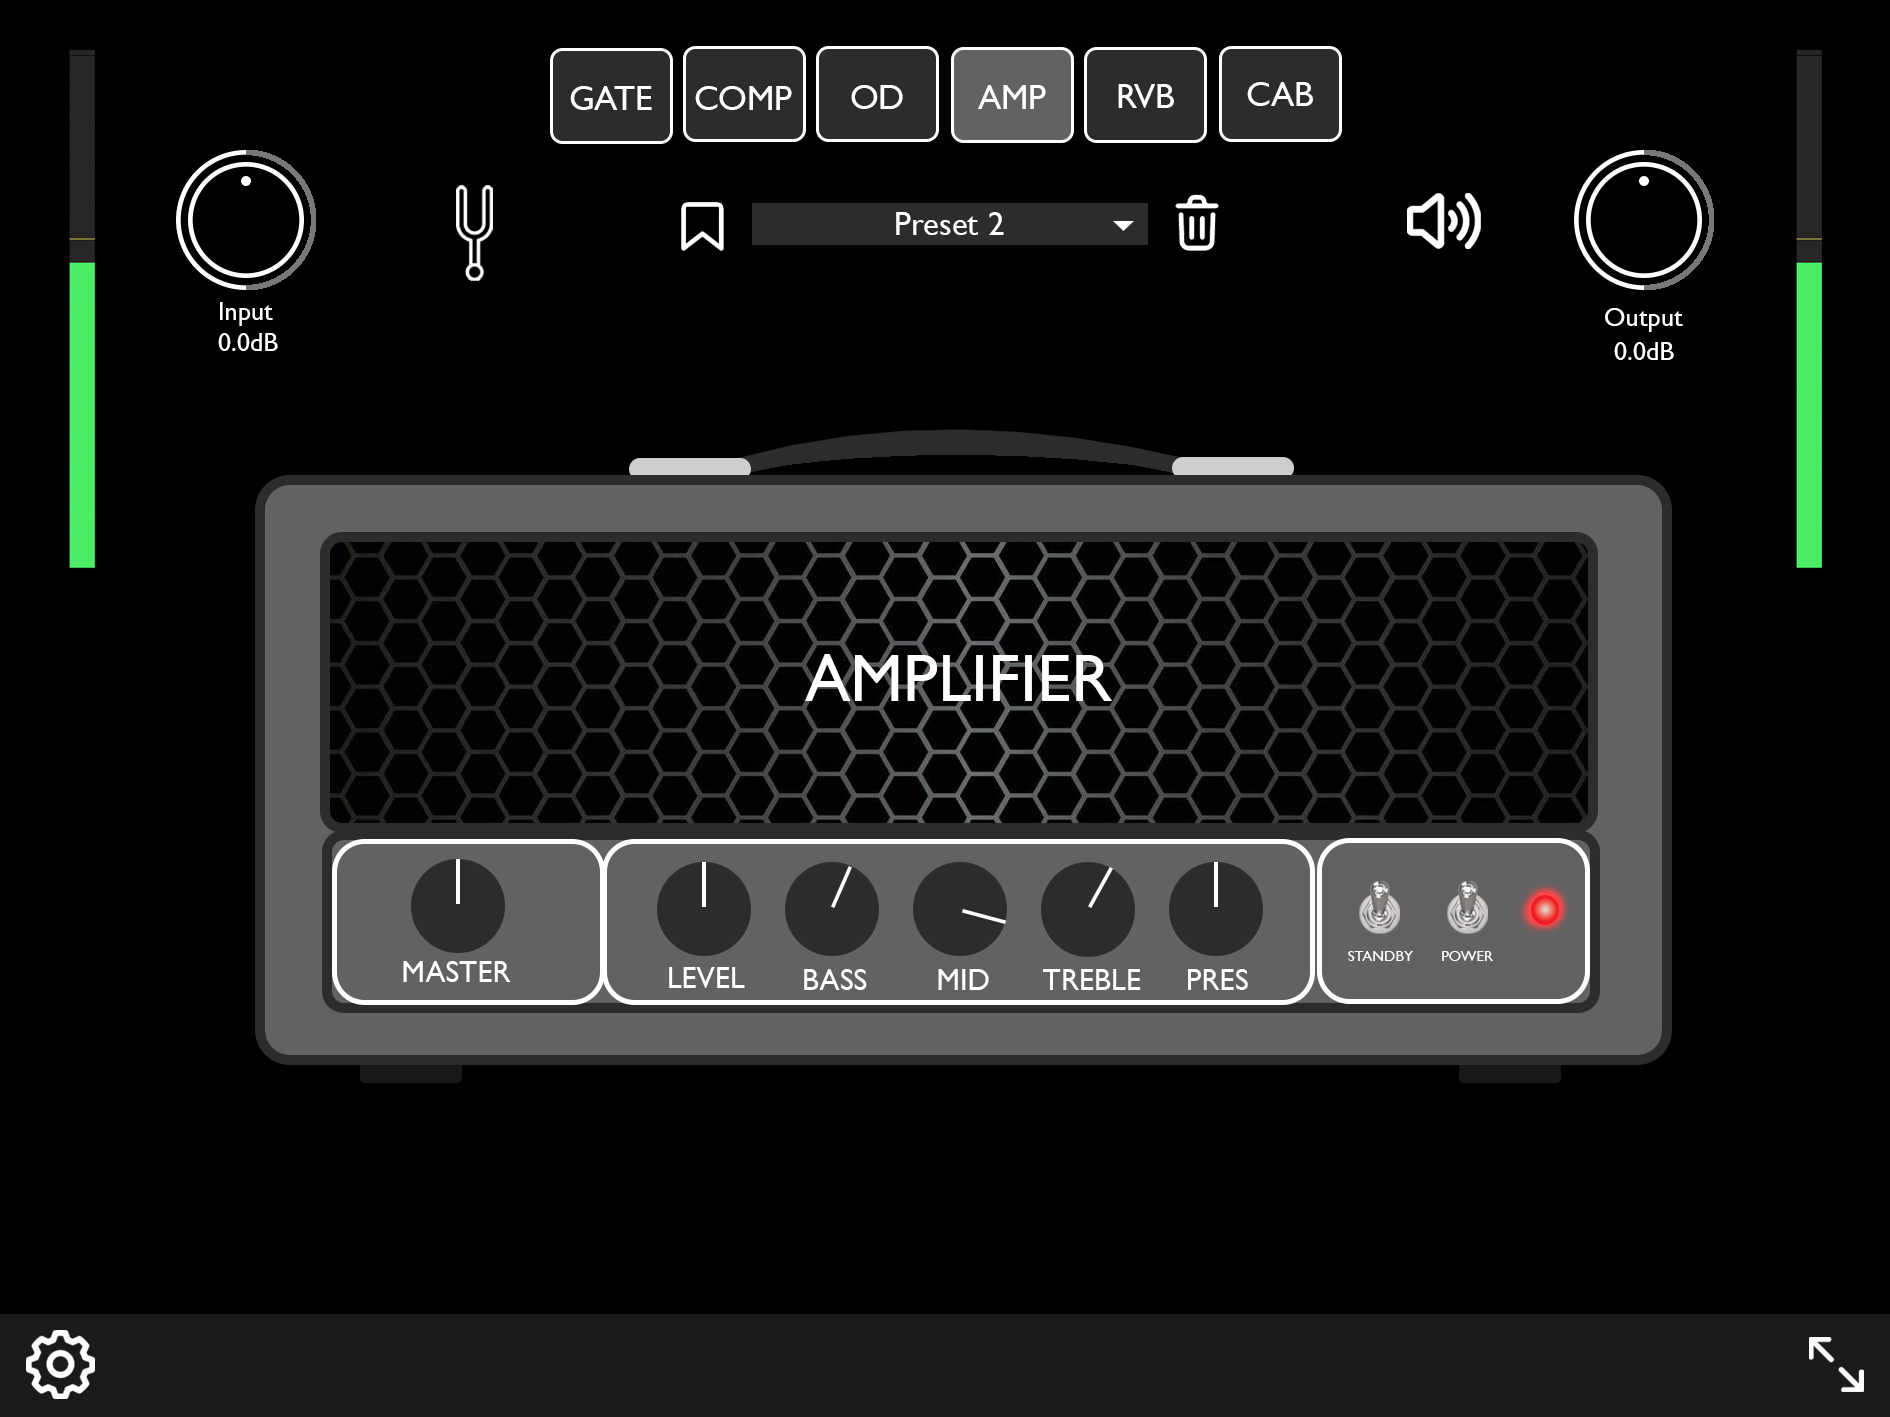 GATE
COMP
OD
AMP
RVB
CAB
Preset 2
Input
0.0dB
Output
0.0dB
AMPLIFIER
MASTER
LEVEL
BASS
MID
TREBLE
PRES
STANDBY
POWER